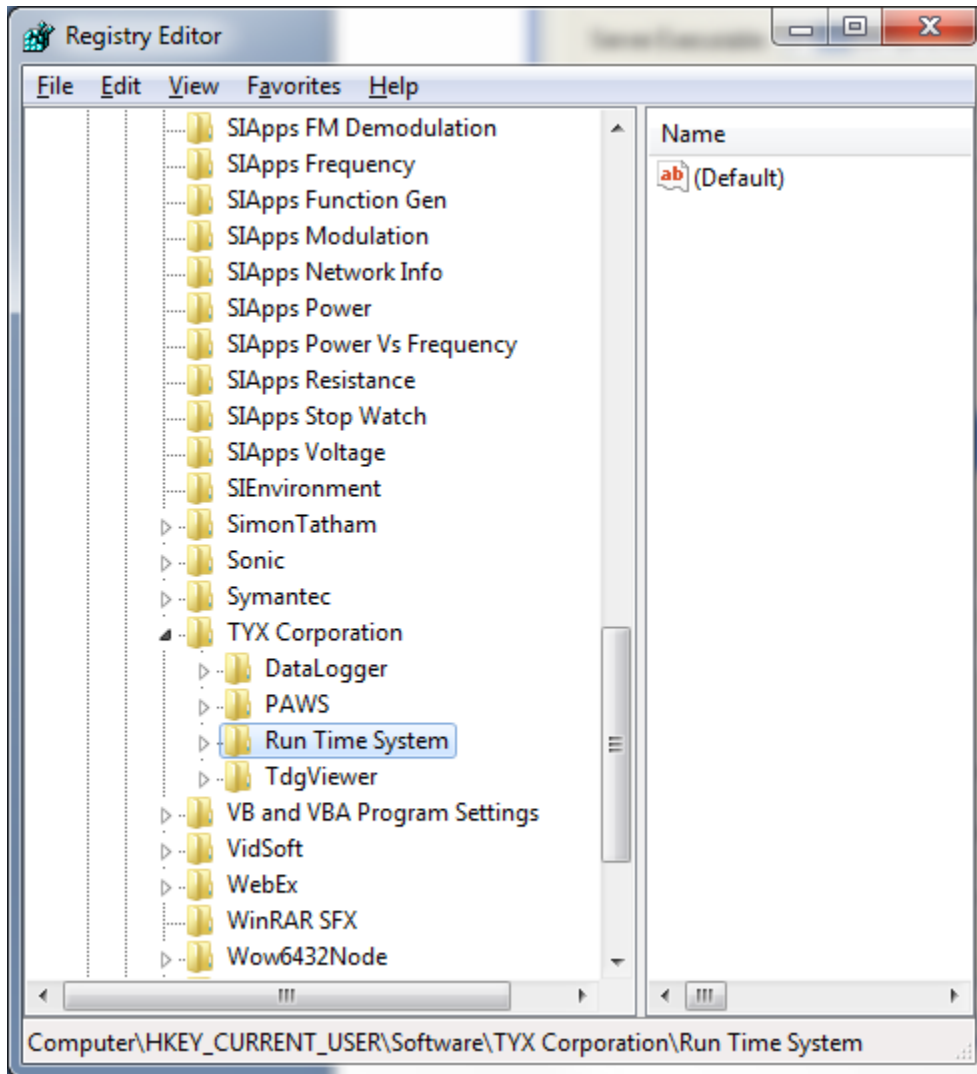 Registry Editor
File Edit View Favorites Help
SIApps FM Demodulation
SIApps Frequency
SIApps Function Gen
SIApps Modulation
SIApps Network Info
SIApps Power
SIApps Power Vs Frequency
SIApps Resistance
SIApps Stop Watch
SIApps Voltage
SIEnvironment
SimonTatham
Sonic
Symantec
TYX Corporation
DataLogger
PAWS
Run Time System
TdgViewer
VB and VBA Program Settings
VidSoft
WebEx
WinRAR SFX
Wow6432Node
Name
ab (Default)
Computer\HKEY_CURRENT_USER\Software\TYX Corporation\Run Time System